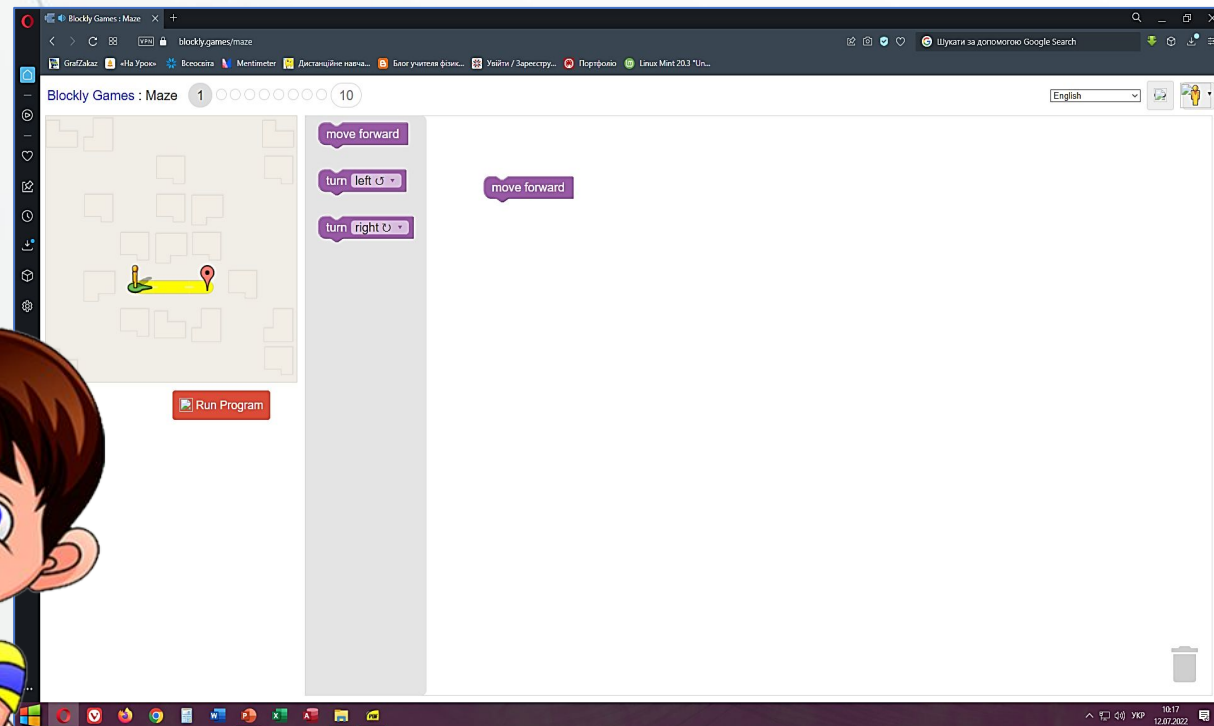 Blockly Games : Maze
blockly.games/maze
VPN
Шукати за допомогою Google Search
GrafZakaz
«На Урок»
Всеосвіта
Mentimeter
Дистанційне навча...
Блог учителя фізик...
Увійти / Зареєстру...
Портфоліо
Linux Mint 20.3 "Un...
Blockly Games : Maze 1 10
English
move forward
turn left
turn right
move forward
Run Program
УКР
10:17
12.07.2022